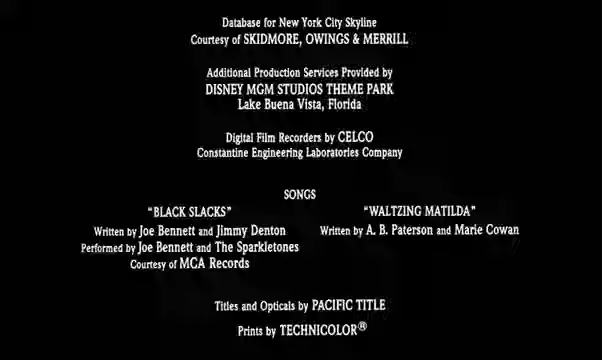 Database for New York City Skyline
Courtesy of SKIDMORE, OWINGS & MERRILL
Additional Production Services Provided by
DISNEY MGM STUDIOS THEME PARK
Lake Buena Vista, Florida
Digital Film Recorders by CELCO
Constantine Engineering Laboratories Company
SONGS
"BLACK SLACKS"
Written by Joe Bennett and Jimmy Denton
Performed by Joe Bennett and The Sparkletones
Courtesy of MCA Records
"WALTZING MATILDA"
Written by A. B. Paterson and Marie Cowan
Titles and Opticals by PACIFIC TITLE
Prints by TECHNICOLOR®